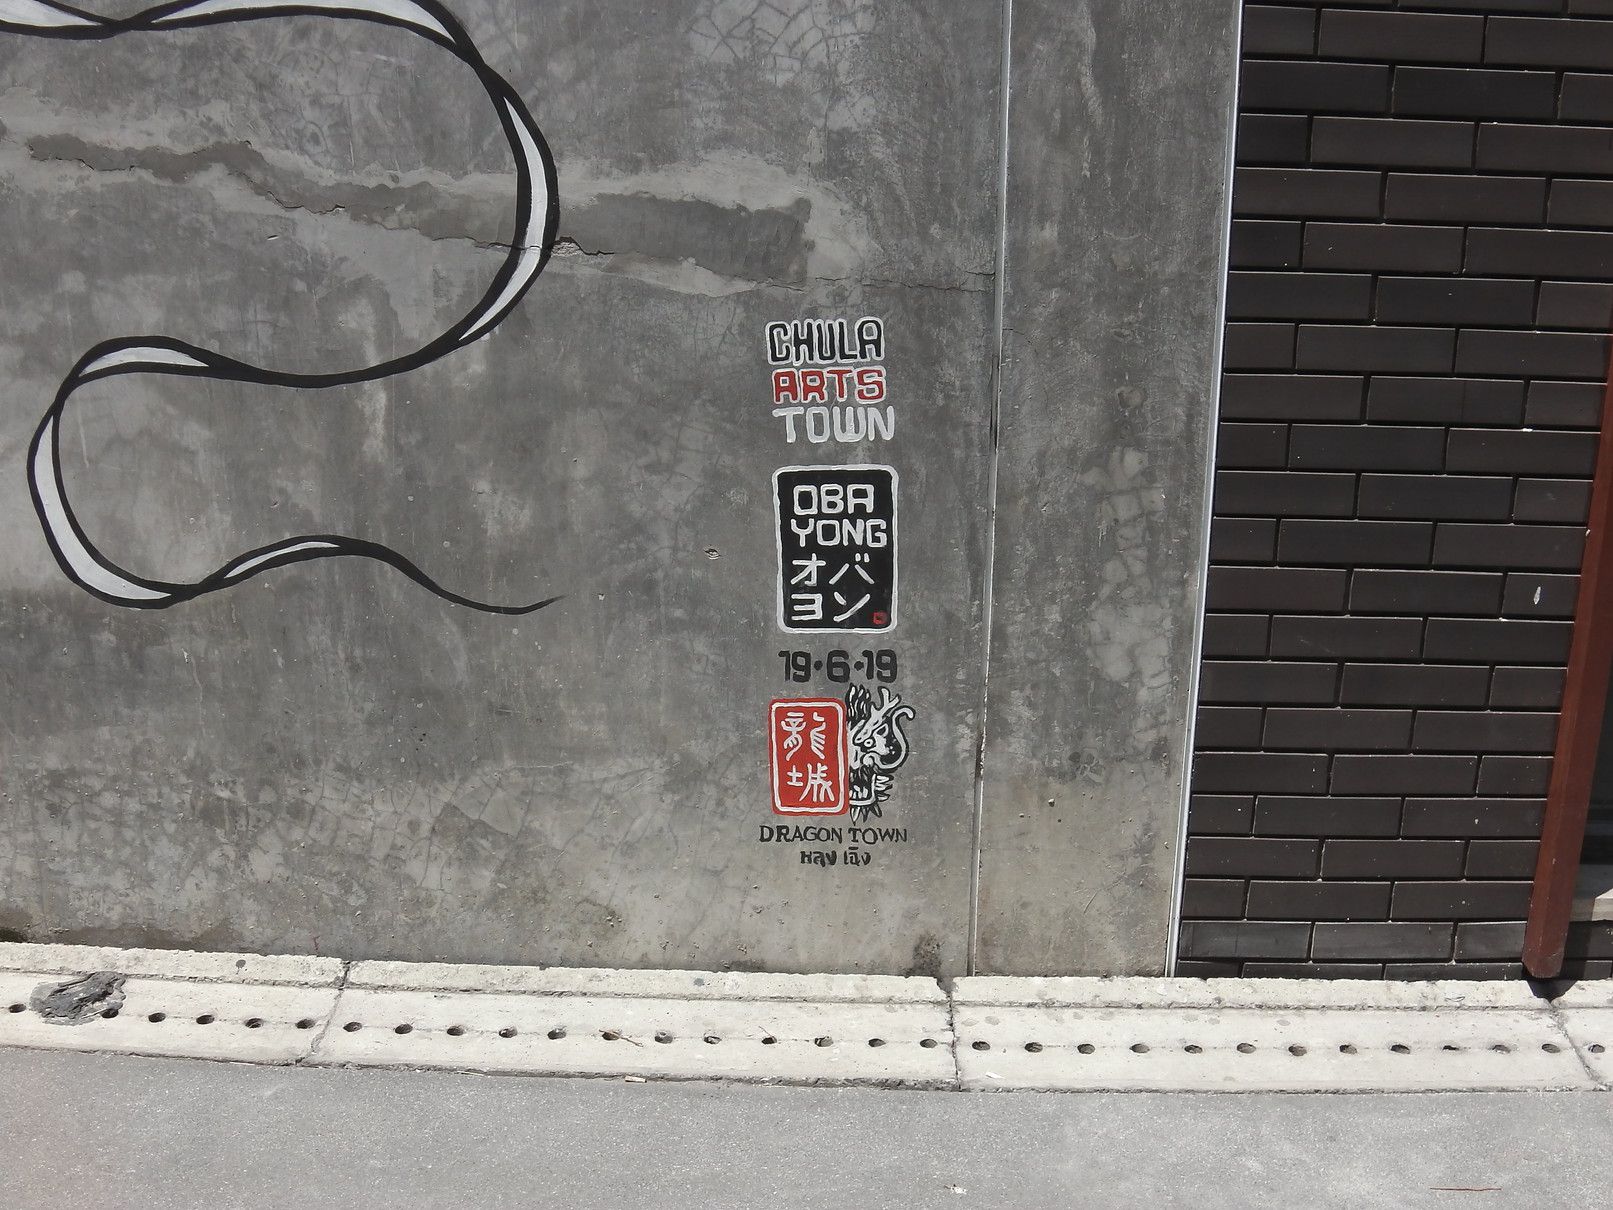 CHULA
ARTS
TOWN
OBA
YONG
オバ
ヨン
19·6·19
龍
城
DRAGON TOWN
หลง เฉิง